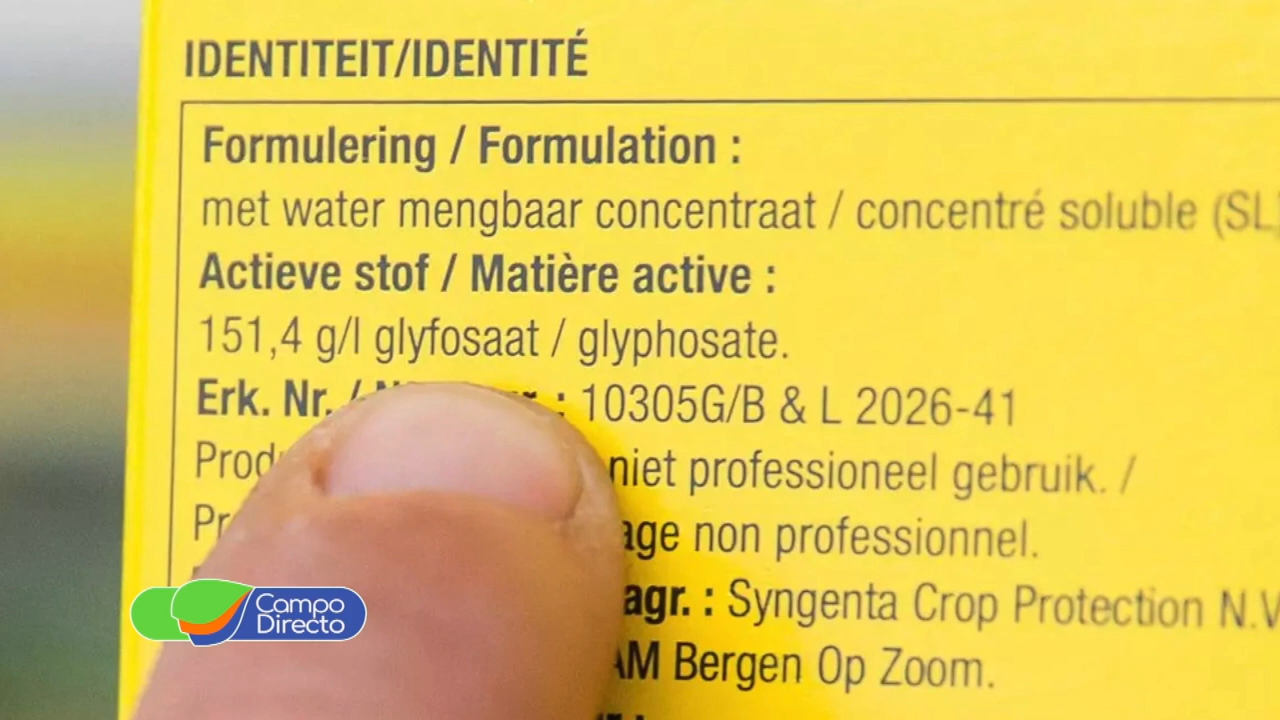 IDENTITEIT/IDENTITÉ
Formulering / Formulation :
met water mengbaar concentraat / concentré soluble (SL)
Actieve stof / Matière active :
151,4 g/l glyfosaat / glyphosate.
Erk. Nr. / : 10305G/B & L 2026-41
niet professioneel gebruik. /
non professionnel.
agr. : Syngenta Crop Protection N.V
Bergen Op Zoom.
Campo
Directo